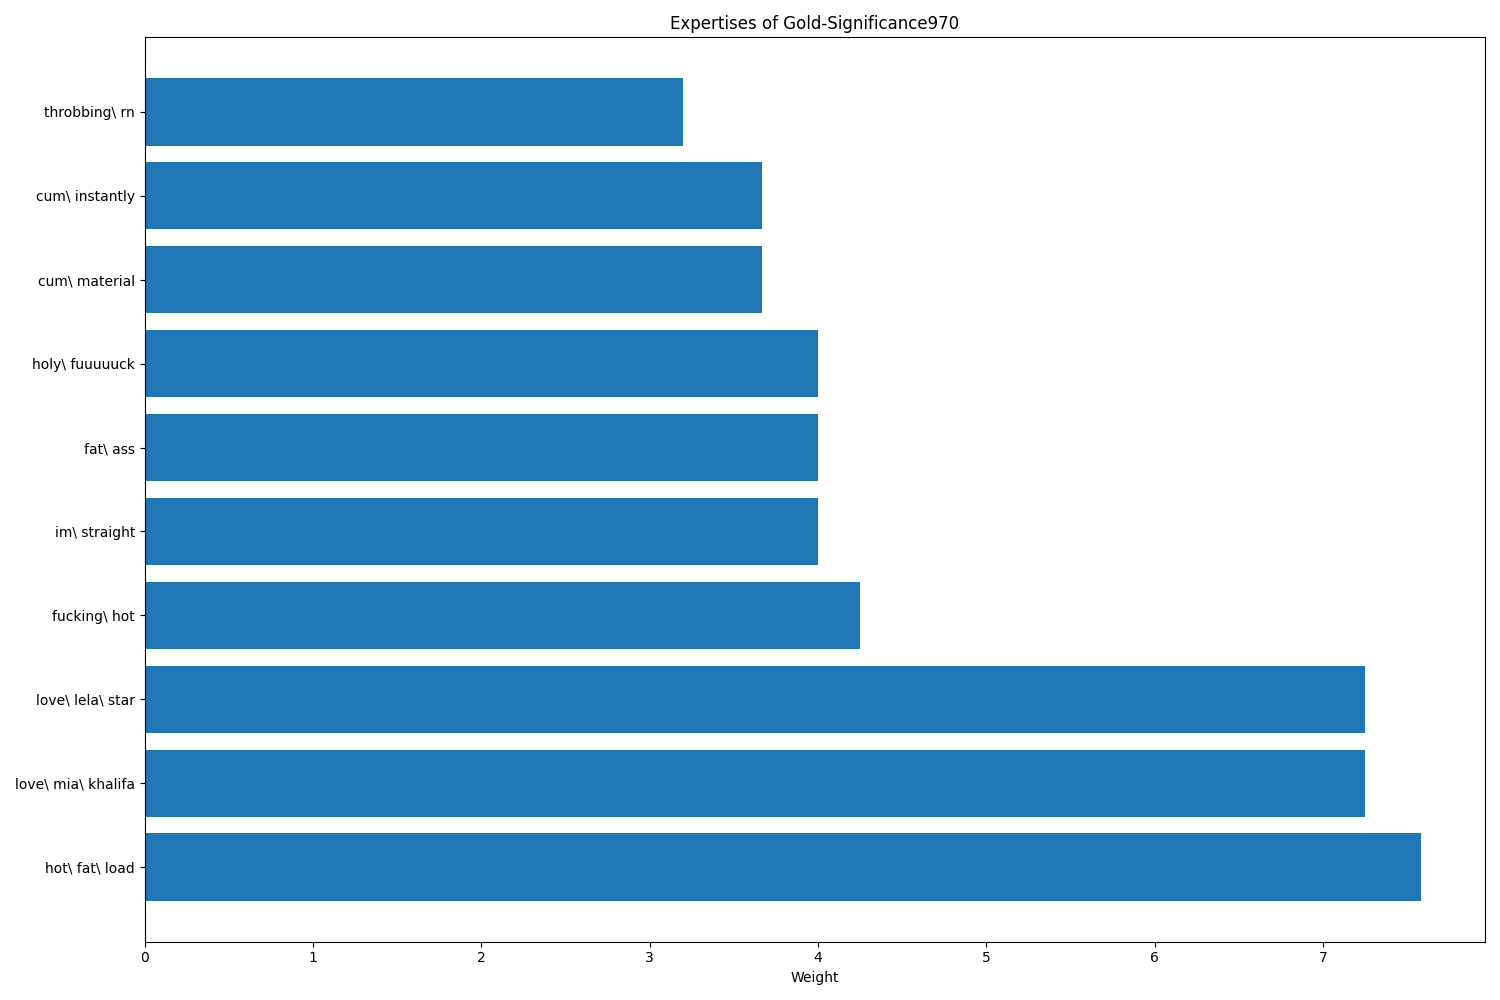 Expertises of Gold-Significance970
throbbing\ rn
cum\ instantly
cum\ material
holy\ fuuuuuck
fat\ ass
im\ straight
fucking\ hot
love\ lela\ star
love\ mia\ khalifa
hot\ fat\ load
0 1 2 3 4 5 6 7
Weight